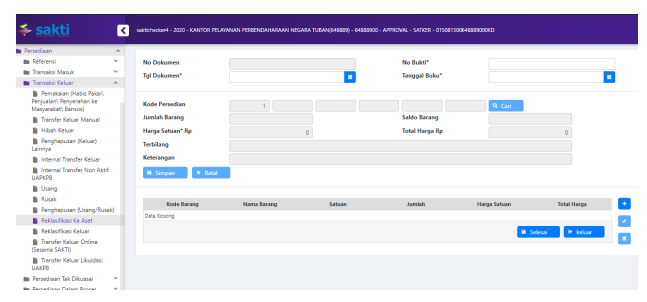 sakti
saktichecker4 - 2020 - KANTOR PELAYANAN PERBENDAHARAAN NEGARA TUBAN(648889) - 64888900 - APPROVAL - SATKER - 015081500648889000KD
Persediaan
Referensi
Transaksi Masuk
Transaksi Keluar
Pemakaian (Habis Pakai\
Penjualan\ Penyerahan ke
Masyarakat\ Bansos)
Transfer Keluar Manual
Hibah Keluar
Penghapusan (Keluar)
Lainnya
Internal Transfer Keluar
Internal Transfer Non Aktif
UAPKPB
Usang
Rusak
Penghapusan (Usang/Rusak)
Reklasifikasi Ke Aset
Reklasifikasi Keluar
Transfer Keluar Online
(Sesama SAKTI)
Transfer Keluar Likuidasi
UAKPB
Persediaan Tak Dikuasai
Persediaan Dalam Proses
No Dokumen
No Bukti*
Tgl Dokumen*
Tanggal Buku*
Kode Persedian
1
Cari
Jumlah Barang
Saldo Barang
Harga Satuan* Rp
0
Total Harga Rp
0
Terbilang
Keterangan
Simpan
Batal
Kode Barang Nama Barang Satuan Jumlah Harga Satuan Total Harga
Data Kosong
Selesai
keluar